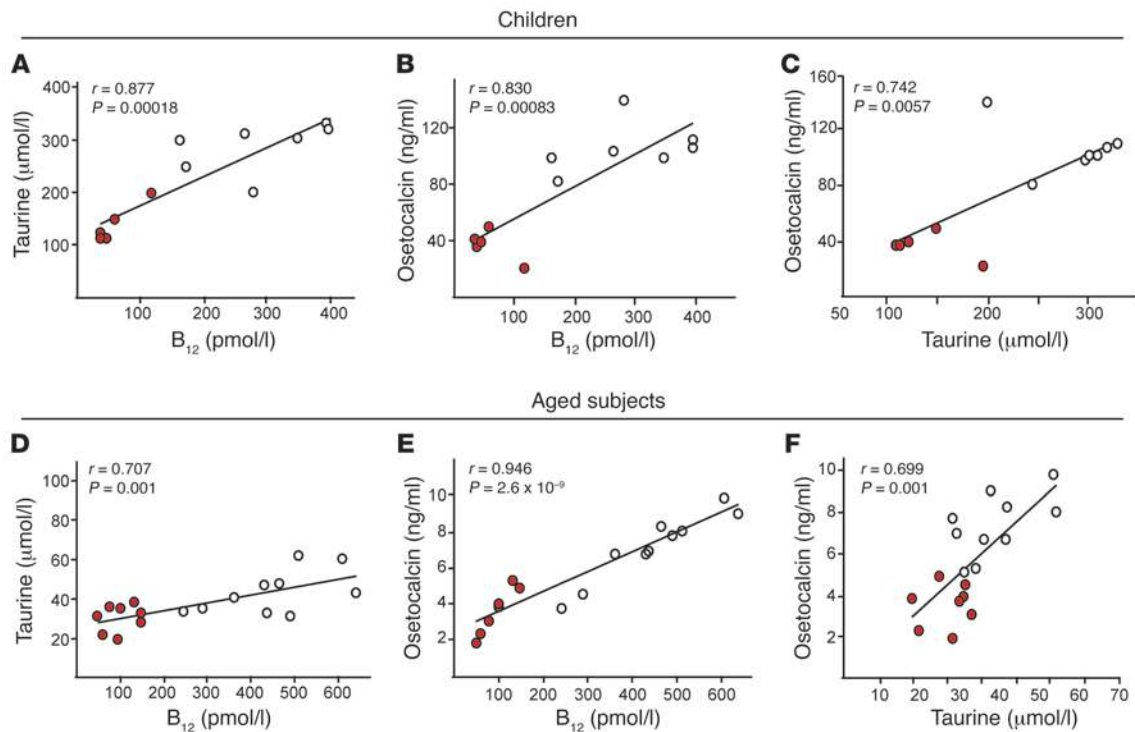 Children
A
r = 0.877
P = 0.00018
400
300
200
100
Taurine (μmol/l)
100 200 300 400
B₁₂ (pmol/l)
B
r = 0.830
P = 0.00083
120
80
40
Osetocalcin (ng/ml)
100 200 300 400
B₁₂ (pmol/l)
C
r = 0.742
P = 0.0057
160
120
80
40
Osetocalcin (ng/ml)
50 100 200 300
Taurine (μmol/l)
Aged subjects
D
r = 0.707
P = 0.001
100
80
60
40
20
Taurine (μmol/l)
100 200 300 400 500 600
B₁₂ (pmol/l)
E
r = 0.946
P = 2.6 x 10⁻⁹
10
8
6
4
2
Osetocalcin (ng/ml)
100 200 300 400 500 600
B₁₂ (pmol/l)
F
r = 0.699
P = 0.001
10
8
6
4
2
Osetocalcin (ng/ml)
10 20 30 40 50 60 70
Taurine (μmol/l)